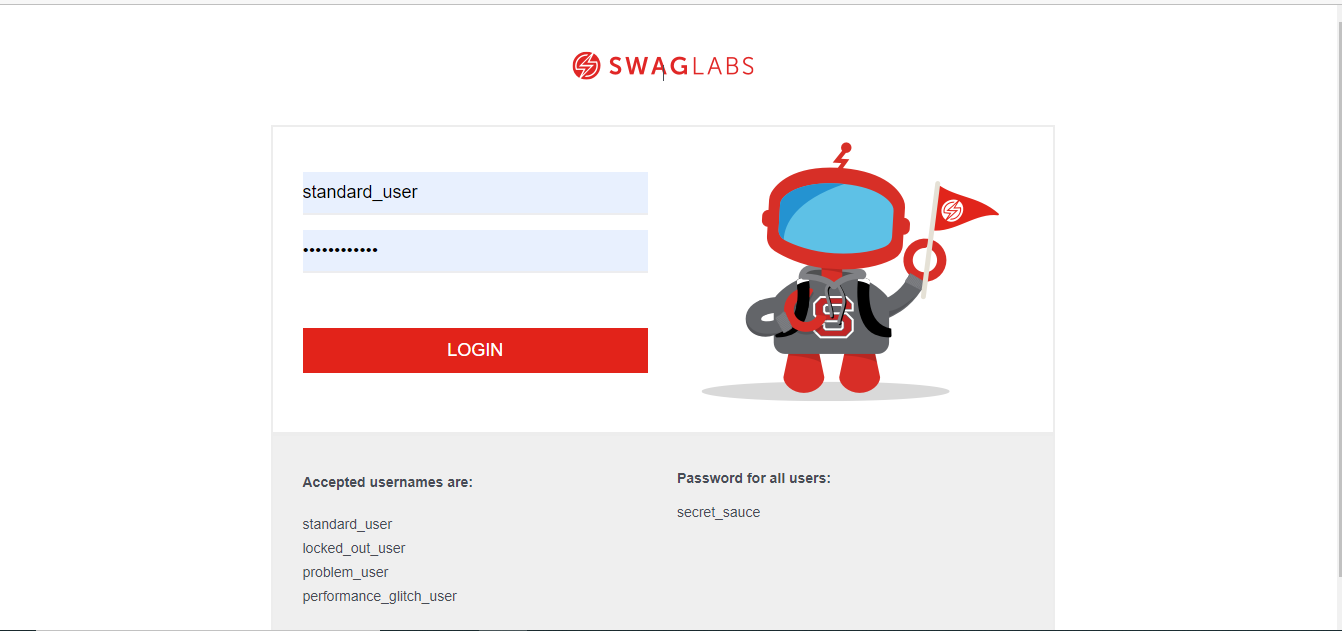 SWAGLABS
standard_user
••••••••••••
LOGIN
S
Accepted usernames are:
standard_user
locked_out_user
problem_user
performance_glitch_user
Password for all users:
secret_sauce